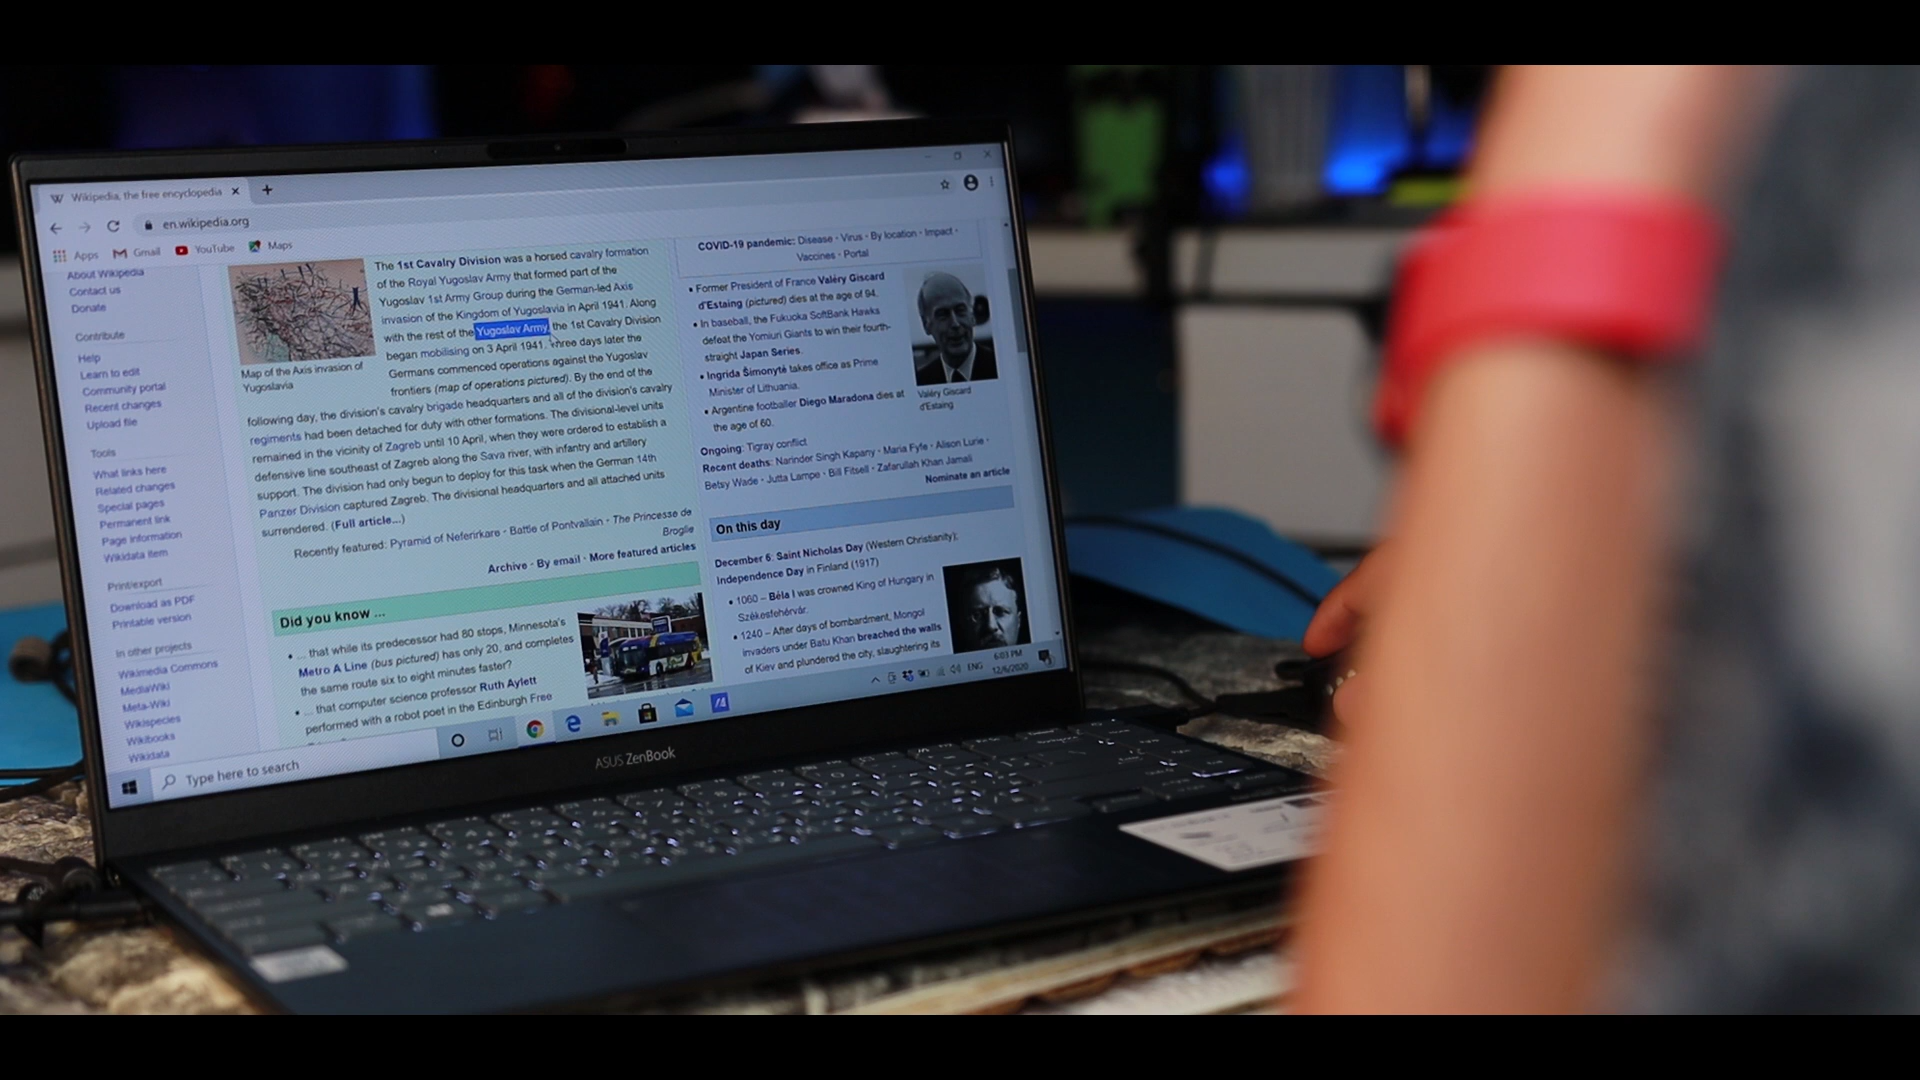 Wikipedia, the free encyclopedia
en.wikipedia.org
Apps Gmail YouTube Maps
About Wikipedia
Contact us
Donate
Contribute
Help
Learn to edit
Community portal
Recent changes
Upload file
Tools
What links here
Related changes
Special pages
Permanent link
Page information
Wikidata item
Print/export
Download as PDF
Printable version
In other projects
Wikimedia Commons
MediaWiki
Meta-Wiki
Wikispecies
Wikibooks
Wikidata
Map of the Axis invasion of
Yugoslavia
The 1st Cavalry Division was a horsed cavalry formation
of the Royal Yugoslav Army that formed part of the
Yugoslav 1st Army Group during the German-led Axis
invasion of the Kingdom of Yugoslavia in April 1941. Along
with the rest of the Yugoslav Army, the 1st Cavalry Division
began mobilising on 3 April 1941. Three days later the
Germans commenced operations against the Yugoslav
frontiers (map of operations pictured). By the end of the
following day, the division's cavalry brigade headquarters and all of the division's cavalry
regiments had been detached for duty with other formations. The divisional-level units
remained in the vicinity of Zagreb until 10 April, when they were ordered to establish a
defensive line southeast of Zagreb along the Sava river, with infantry and artillery
support. The division had only begun to deploy for this task when the German 14th
Panzer Division captured Zagreb. The divisional headquarters and all attached units
surrendered. (Full article...)
Recently featured: Pyramid of Neferirkare · Battle of Pontvallain · The Princesse de
Broglie
Archive · By email · More featured articles
Did you know ...
... that while its predecessor had 80 stops, Minnesota's
Metro A Line (bus pictured) has only 20, and completes
the same route six to eight minutes faster?
... that computer science professor Ruth Aylett
performed with a robot poet in the Edinburgh Free
COVID-19 pandemic: Disease · Virus · By location · Impact ·
Vaccines · Portal
Former President of France Valéry Giscard
d'Estaing (pictured) dies at the age of 94.
In baseball, the Fukuoka SoftBank Hawks
defeat the Yomiuri Giants to win their fourth-
straight Japan Series.
Ingrida Šimonytė takes office as Prime
Minister of Lithuania.
Argentine footballer Diego Maradona dies at
the age of 60.
Valéry Giscard
d'Estaing
Ongoing: Tigray conflict
Recent deaths: Narinder Singh Kapany · Maria Fyfe · Alison Lurie ·
Betsy Wade · Jutta Lampe · Bill Fitsell · Zafarullah Khan Jamali
Nominate an article
On this day
December 6: Saint Nicholas Day (Western Christianity);
Independence Day in Finland (1917)
1060 – Béla I was crowned King of Hungary in
Székesfehérvár.
1240 – After days of bombardment, Mongol
invaders under Batu Khan breached the walls
of Kiev and plundered the city, slaughtering its
Type here to search
ENG
6:03 PM
12/6/2020
ASUS ZenBook